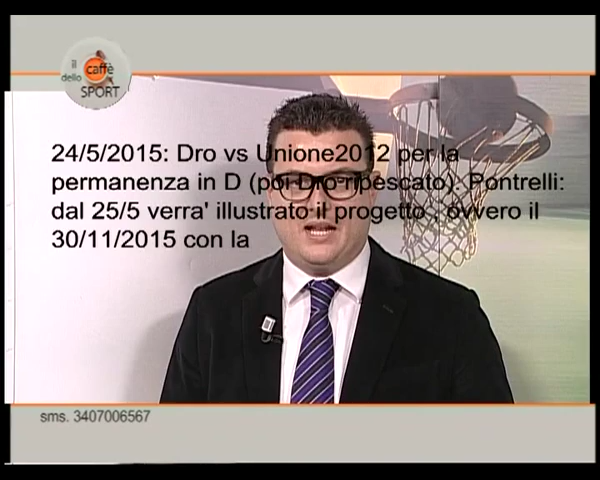 il
caffè
dello
SPORT
24/5/2015: Dro vs Unione2012 per la
permanenza in D (poi Dro ripescato). Pontrelli:
dal 25/5 verra' illustrato il progetto , ovvero il
30/11/2015 con la
sms. 3407006567